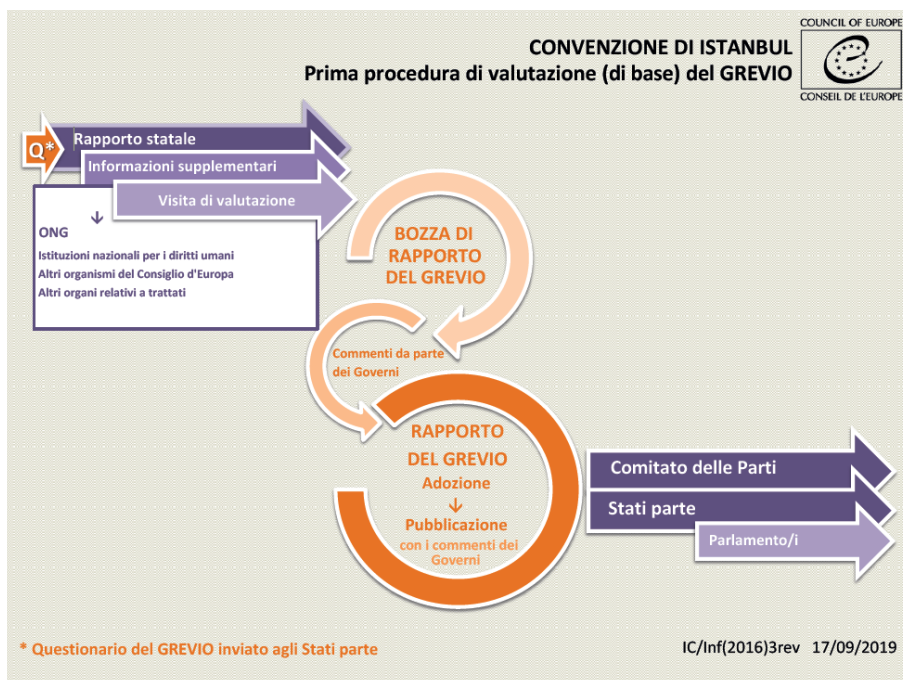 COUNCIL OF EUROPE
CONSEIL DE L'EUROPE
CONVENZIONE DI ISTANBUL
Prima procedura di valutazione (di base) del GREVIO
Q*
Rapporto statale
Informazioni supplementari
Visita di valutazione
ONG
Istituzioni nazionali per i diritti umani
Altri organismi del Consiglio d'Europa
Altri organi relativi a trattati
BOZZA DI
RAPPORTO
DEL GREVIO
Commenti da parte
dei Governi
RAPPORTO
DEL GREVIO
Adozione
Pubblicazione
con i commenti dei
Governi
Comitato delle Parti
Stati parte
Parlamento/i
* Questionario del GREVIO inviato agli Stati parte
IC/Inf(2016)3rev 17/09/2019